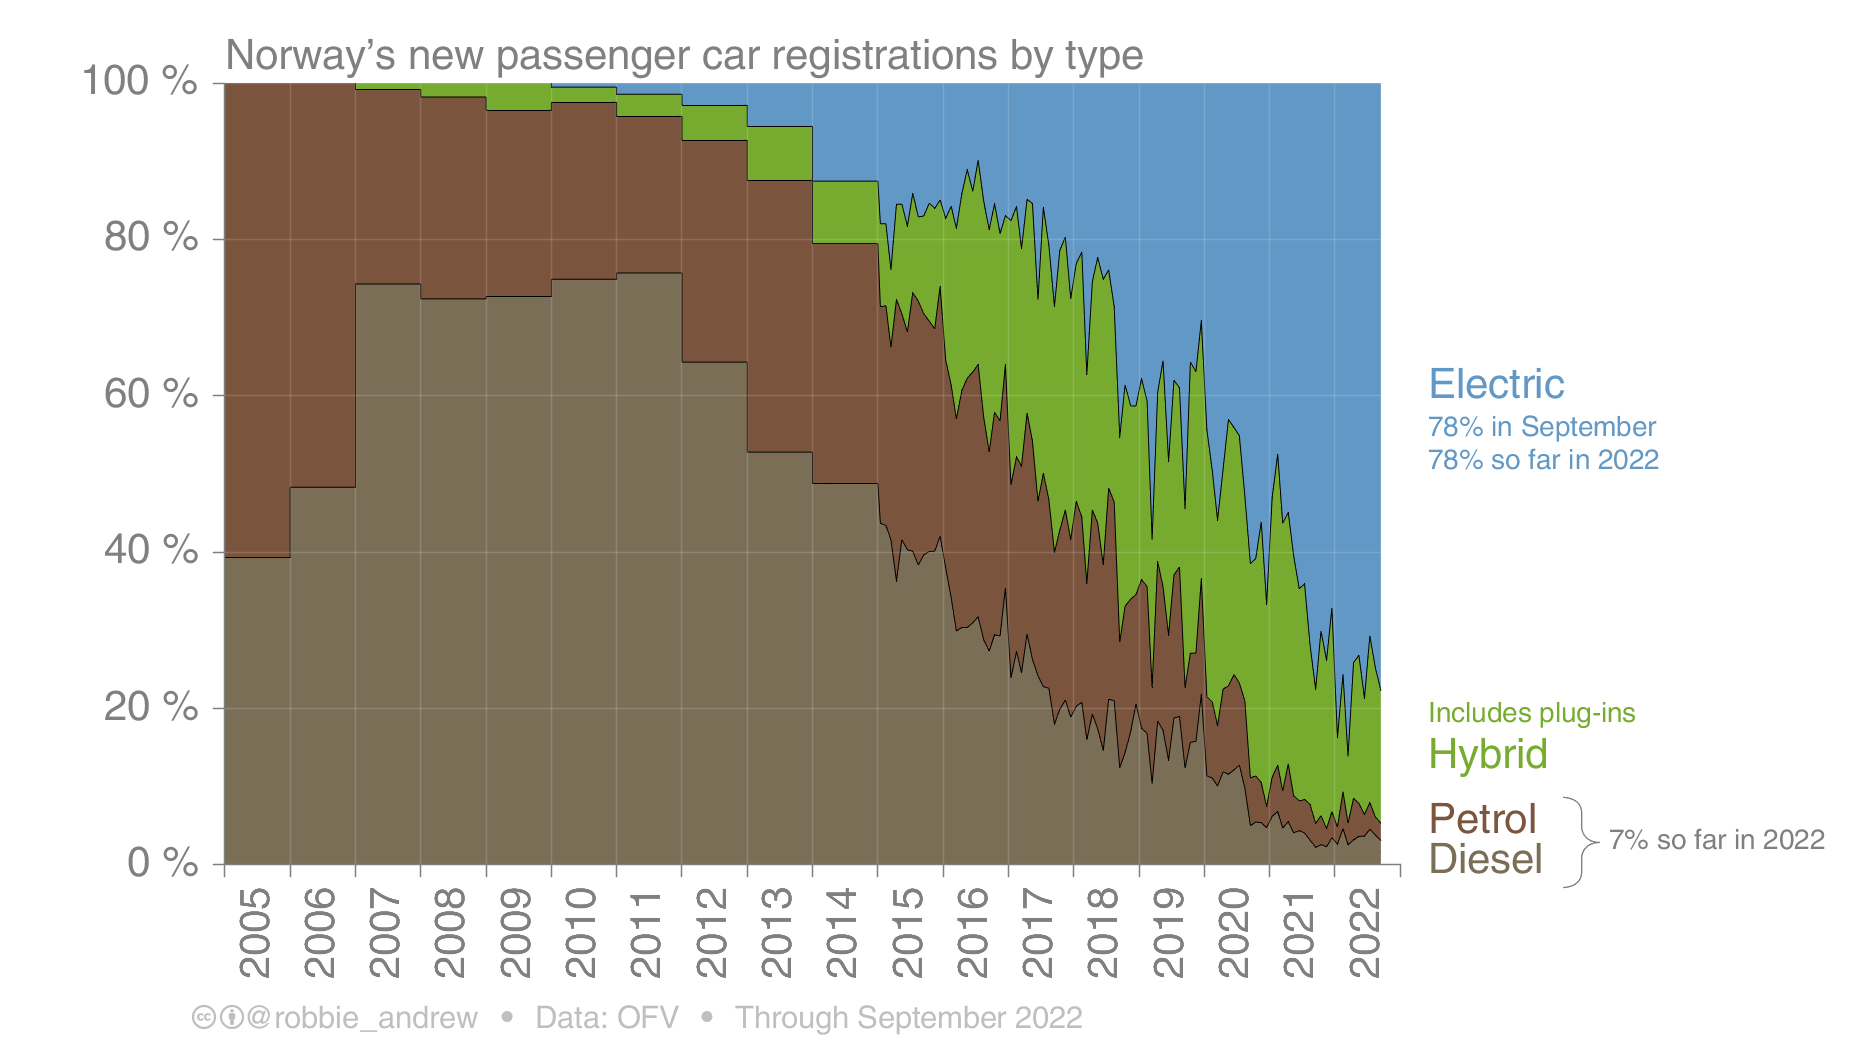 Norway’s new passenger car registrations by type
100 %
80 %
60 %
40 %
20 %
0 %
2005
2006
2007
2008
2009
2010
2011
2012
2013
2014
2015
2016
2017
2018
2019
2020
2021
2022
Electric
78% in September
78% so far in 2022
Includes plug-ins
Hybrid
Petrol
Diesel
7% so far in 2022
cc @robbie_andrew • Data: OFV • Through September 2022